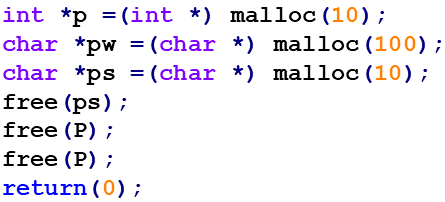 int *p =(int *) malloc(10);
char *pw =(char *) malloc(100);
char *ps =(char *) malloc(10);
free(ps);
free(P);
free(P);
return(0);